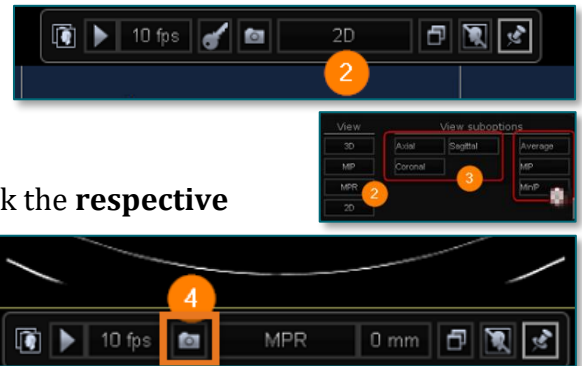 10 fps 2D
2
View View suboptions
3D Axial Sagittal Average
MIP Coronal MIP
MPR 2 3 MinIP
2D
k the respective
4
10 fps MPR 0 mm